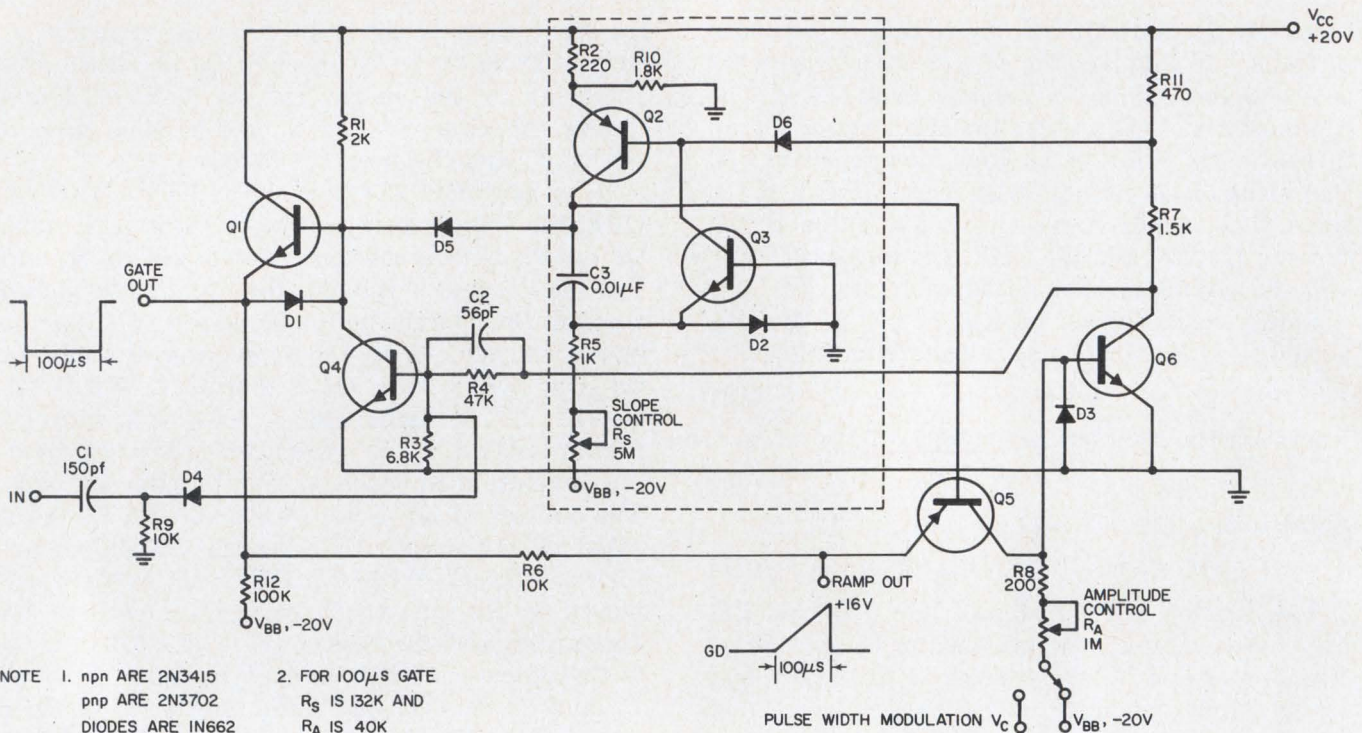 VCC
+20V
R2
220
R10
1.8K
R11
470
R1
2K
Q2
D6
Q1
D5
Q3
R7
1.5K
GATE
OUT
D1
C3
0.01μF
C2
56pF
D2
R5
1K
Q4
R4
47K
Q6
100μS
SLOPE
CONTROL
RS
5M
D3
R3
6.8K
C1
150pf
D4
VBB, -20V
IN
R9
10K
Q5
R6
10K
RAMP OUT
R8
200
R12
100K
AMPLITUDE
CONTROL
RA
1M
+16V
VBB, -20V
GD
100μS
NOTE 1. npn ARE 2N3415
pnp ARE 2N3702
DIODES ARE IN662
2. FOR 100μS GATE
RS IS 132K AND
RA IS 40K
PULSE WIDTH MODULATION VC
VBB, -20V